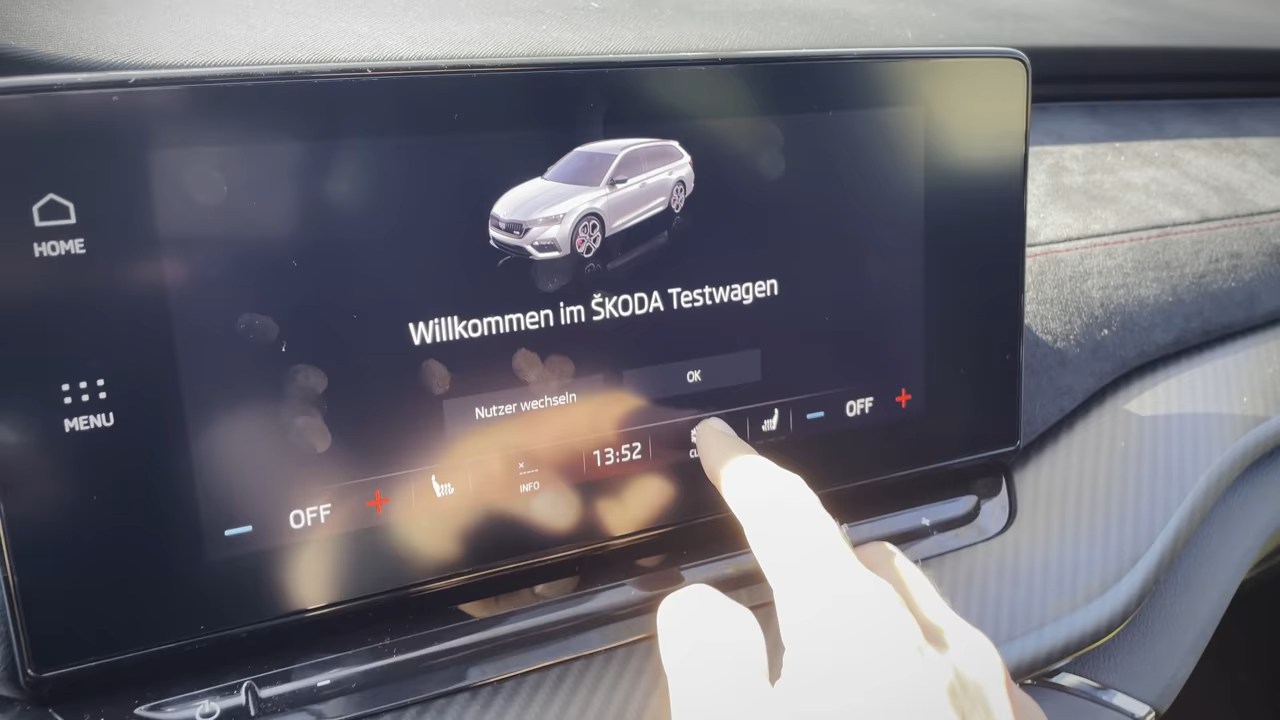 HOME
Willkommen im ŠKODA Testwagen
OK
Nutzer wechseln
MENU
OFF
13:52
INFO
OFF